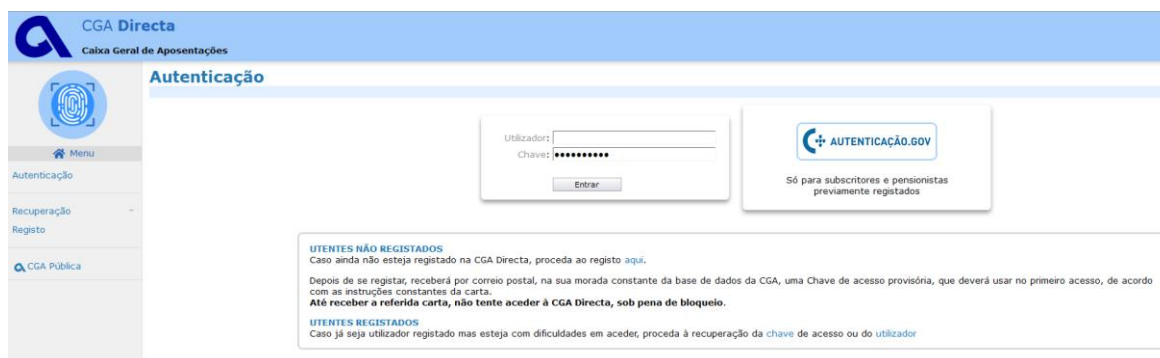 CGA Directa
Caixa Geral de Aposentações
Menu
Autenticação
Recuperação
Registo
CGA Pública
Autenticação
Utilizador:
Chave: ●●●●●●●●●●
Entrar
AUTENTICAÇÃO.GOV
Só para subscritores e pensionistas
previamente registados
UTENTES NÃO REGISTADOS
Caso ainda não esteja registado na CGA Directa, proceda ao registo aqui.
Depois de se registar, receberá por correio postal, na sua morada constante da base de dados da CGA, uma Chave de acesso provisória, que deverá usar no primeiro acesso, de acordo
com as instruções constantes da carta.
Até receber a referida carta, não tente aceder à CGA Directa, sob pena de bloqueio.
UTENTES REGISTADOS
Caso já seja utilizador registado mas esteja com dificuldades em aceder, proceda à recuperação da chave de acesso ou do utilizador